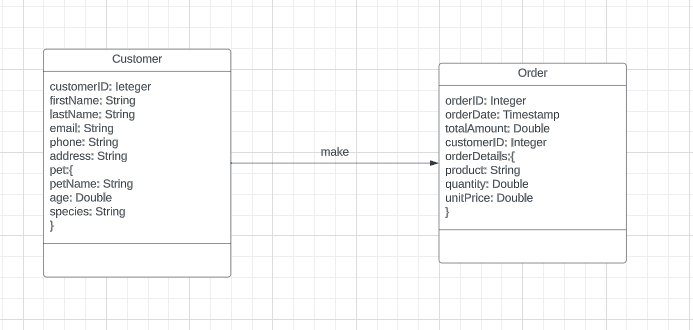 Customer
customerID: Ieteger
firstName: String
lastName: String
email: String
phone: String
address: String
pet:{
petName: String
age: Double
species: String
}
make
Order
orderID: Integer
orderDate: Timestamp
totalAmount: Double
customerID: Integer
orderDetails:{
product: String
quantity: Double
unitPrice: Double
}